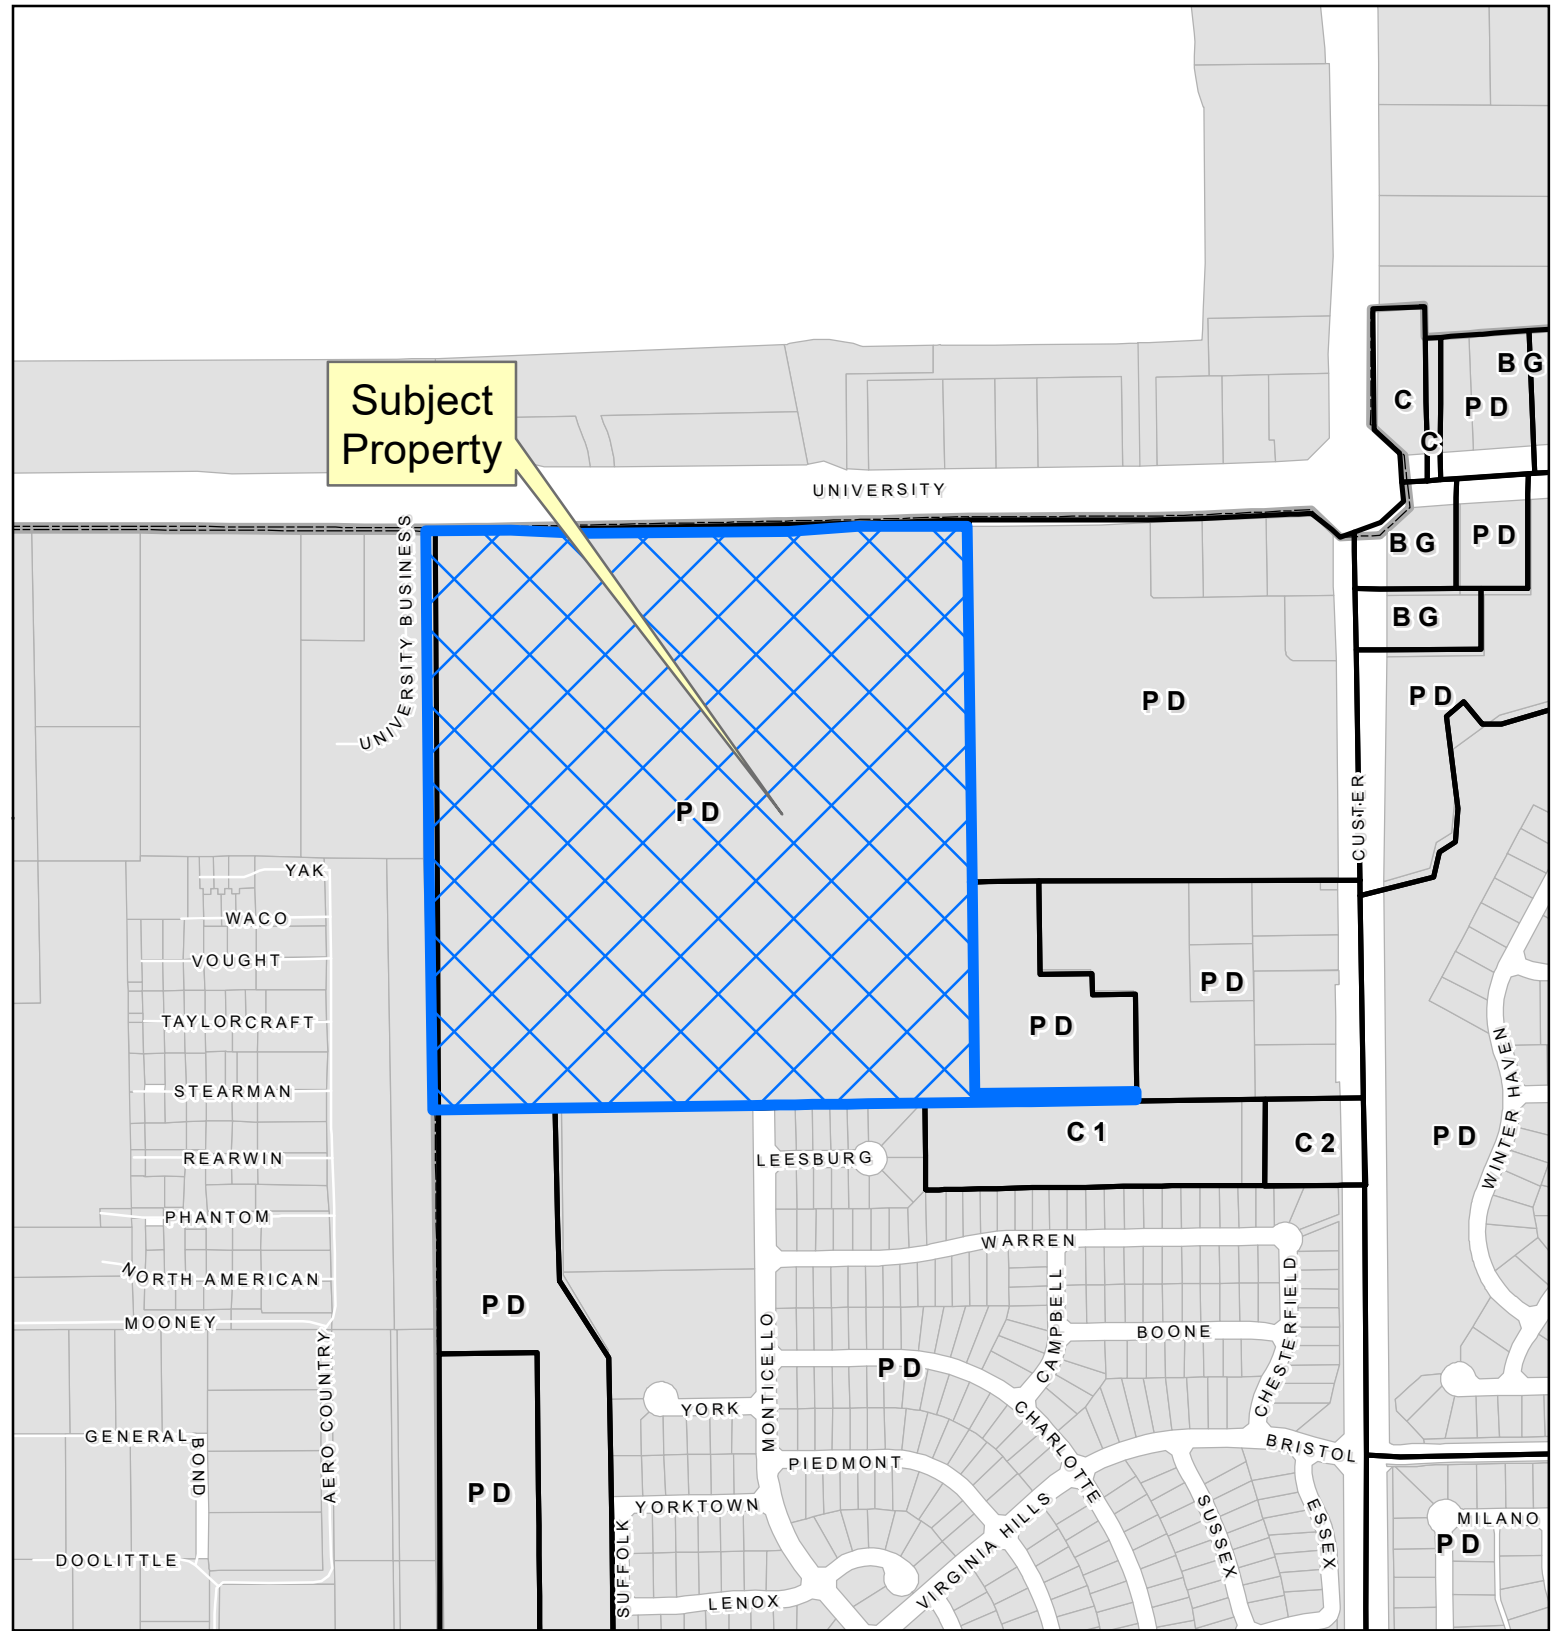 Subject
Property
UNIVERSITY
UNIVERSITY BUSINESS
BG
C
PD
C
BG
PD
BG
PD
PD
PD
CUSTER
YAK
WACO
VOUGHT
TAYLORCRAFT
STEARMAN
REARWIN
PHANTOM
NORTH AMERICAN
MOONEY
GENERAL
BOND
AERO COUNTRY
DOOLITTLE
PD
PD
C1
C2
PD
WINTER HAVEN
LEESBURG
WARREN
CAMPBELL
BOONE
CHESTERFIELD
PD
PD
MONTICELLO
YORK
CHARLOTTE
BRISTOL
PIEDMONT
PD
YORKTOWN
SUFFOLK
VIRGINIA HILLS
SUSSEX
ESSEX
MILANO
PD
LENOX